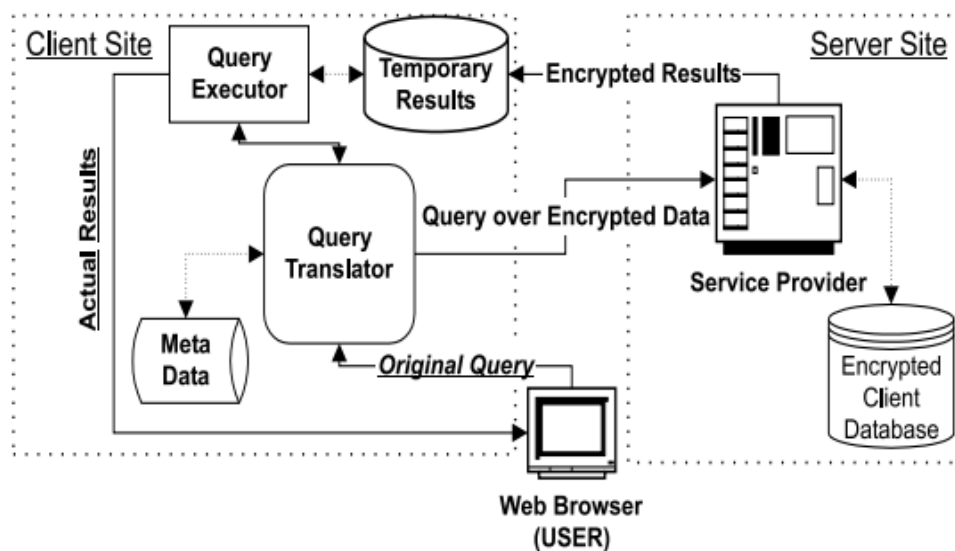 Client Site
Query
Executor
Temporary
Results
Encrypted Results
Server Site
Actual Results
Query
Translator
Query over Encrypted Data
Service Provider
Meta
Data
Original Query
Encrypted
Client
Database
Web Browser
(USER)